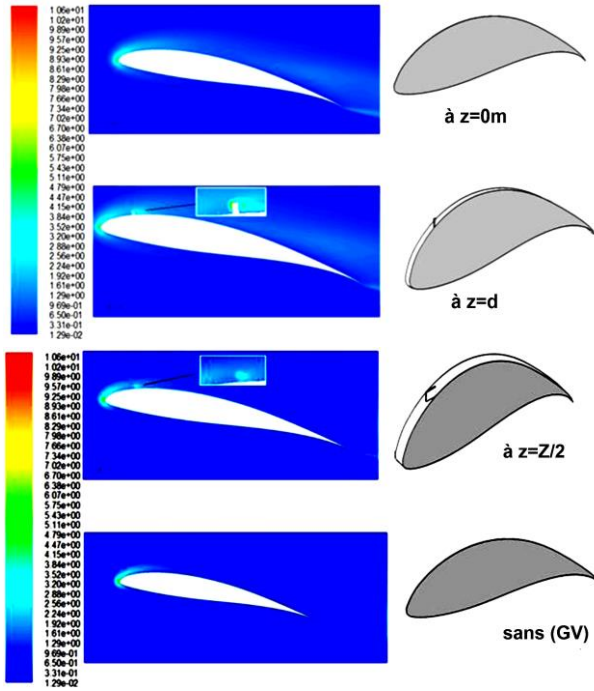 1 06e+01
1 02e+01
9 89e+00
9 57e+00
9 25e+00
8 93e+00
8 61e+00
8 29e+00
7 98e+00
7 66e+00
7 34e+00
7 02e+00
6 70e+00
6 38e+00
6 07e+00
5 75e+00
5 43e+00
5 11e+00
4 79e+00
4 47e+00
4 15e+00
3 84e+00
3 52e+00
3 20e+00
2 88e+00
2 56e+00
2 24e+00
1 92e+00
1 61e+00
1 29e+00
9 69e-01
6 50e-01
3 31e-01
1 29e-02
à z=0m
à z=d
1 06e+01
1 02e+01
9 89e+00
9 57e+00
9 25e+00
8 93e+00
8 61e+00
8 29e+00
7 98e+00
7 66e+00
7 34e+00
7 02e+00
6 70e+00
6 38e+00
6 07e+00
5 75e+00
5 43e+00
5 11e+00
4 79e+00
4 47e+00
4 15e+00
3 84e+00
3 52e+00
3 20e+00
2 88e+00
2 56e+00
2 24e+00
1 92e+00
1 61e+00
1 29e+00
9 69e-01
6 50e-01
3 31e-01
1 29e-02
à z=Z/2
sans (GV)